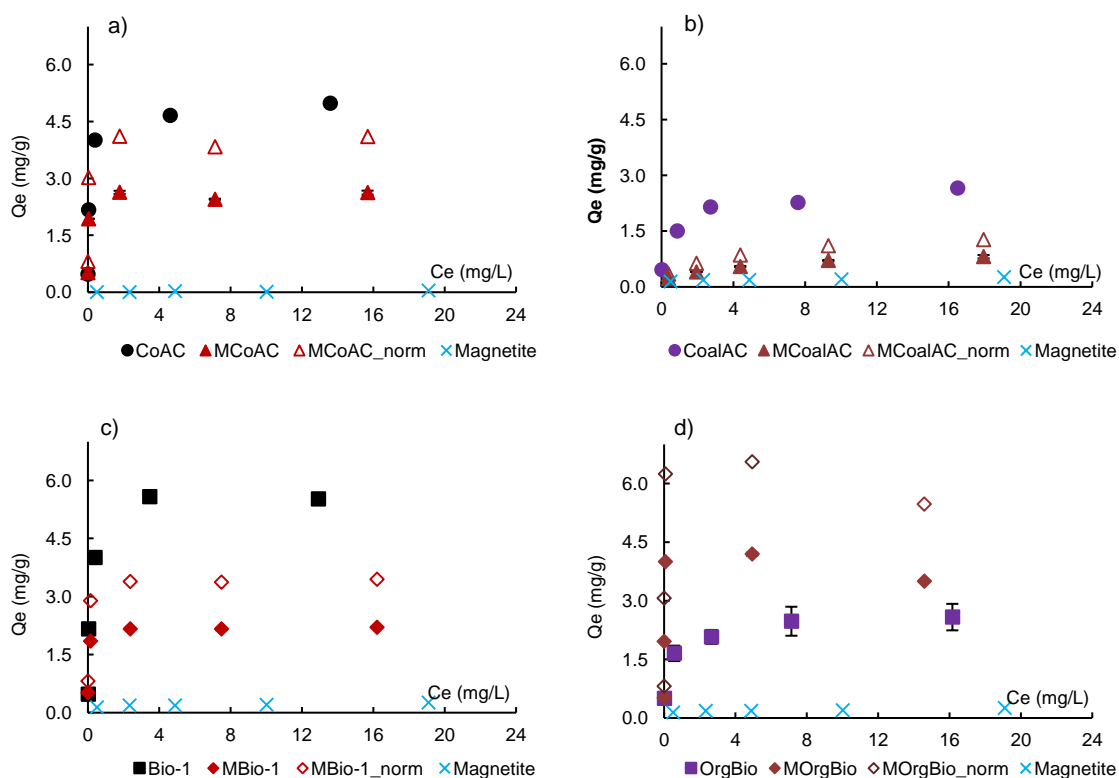 a)
6.0
4.5
3.0
1.5
0.0
Qe (mg/g)
Ce (mg/L)
0 4 8 12 16 20 24
CoAC MCoAC MCoAC_norm Magnetite
b)
6.0
4.5
3.0
1.5
0.0
Qe (mg/g)
Ce (mg/L)
0 4 8 12 16 20 24
CoalAC MCoalAC MCoalAC_norm Magnetite
c)
6.0
4.5
3.0
1.5
0.0
Qe (mg/g)
Ce (mg/L)
0 4 8 12 16 20 24
Bio-1 MBio-1 MBio-1_norm Magnetite
d)
6.0
4.5
3.0
1.5
0.0
Qe (mg/g)
Ce (mg/L)
0 4 8 12 16 20 24
OrgBio MOrgBio MOrgBio_norm Magnetite